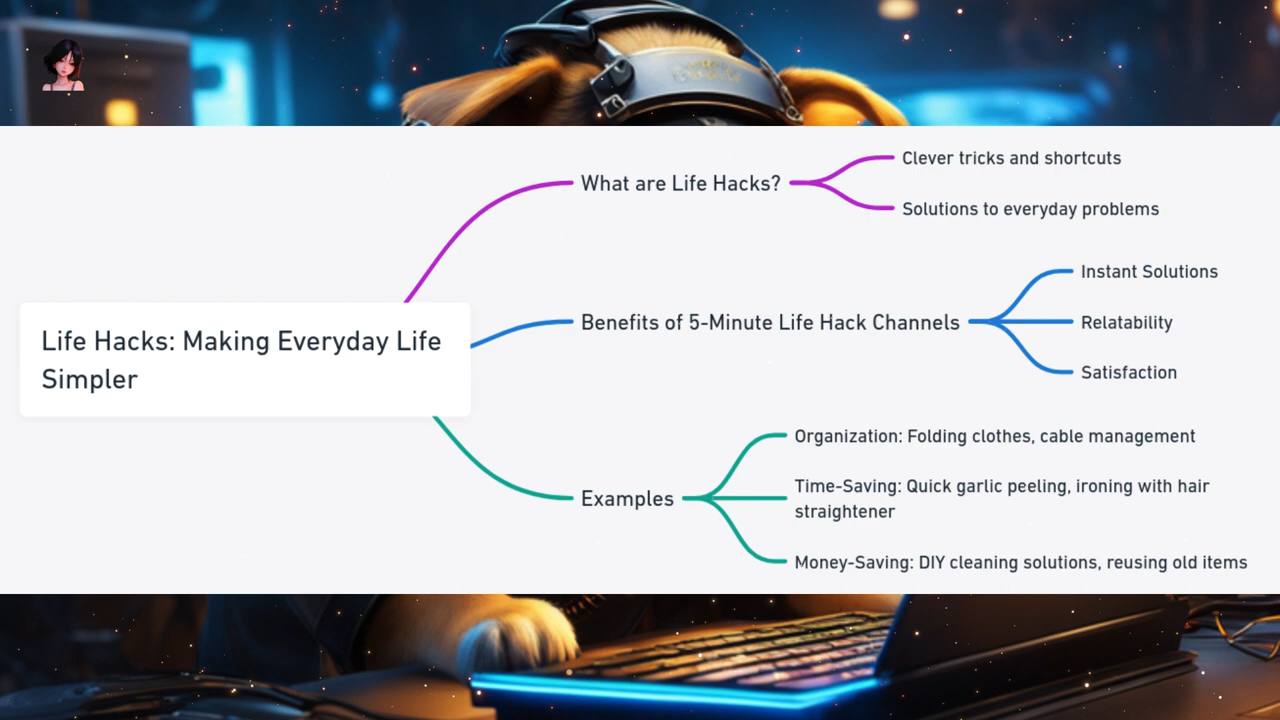 Life Hacks: Making Everyday Life
Simpler
What are Life Hacks?
Clever tricks and shortcuts
Solutions to everyday problems
Benefits of 5-Minute Life Hack Channels
Instant Solutions
Relatability
Satisfaction
Examples
Organization: Folding clothes, cable management
Time-Saving: Quick garlic peeling, ironing with hair
straightener
Money-Saving: DIY cleaning solutions, reusing old items